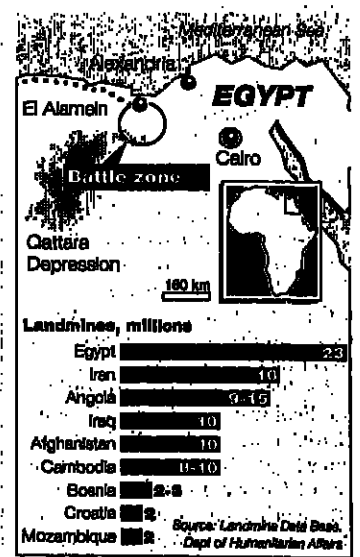 Mediterranean Sea
Alexandria
EGYPT
El Alamein
Cairo
Battle zone
Qattara
Depression
160 km
Landmines, millions
Egypt 23
Iran 16
Angola 9-15
Iraq 10
Afghanistan 10
Cambodia 8-10
Bosnia 2-3
Croatia 2
Mozambique 2
Source: Landmine Data Base,
Dept of Humanitarian Affairs